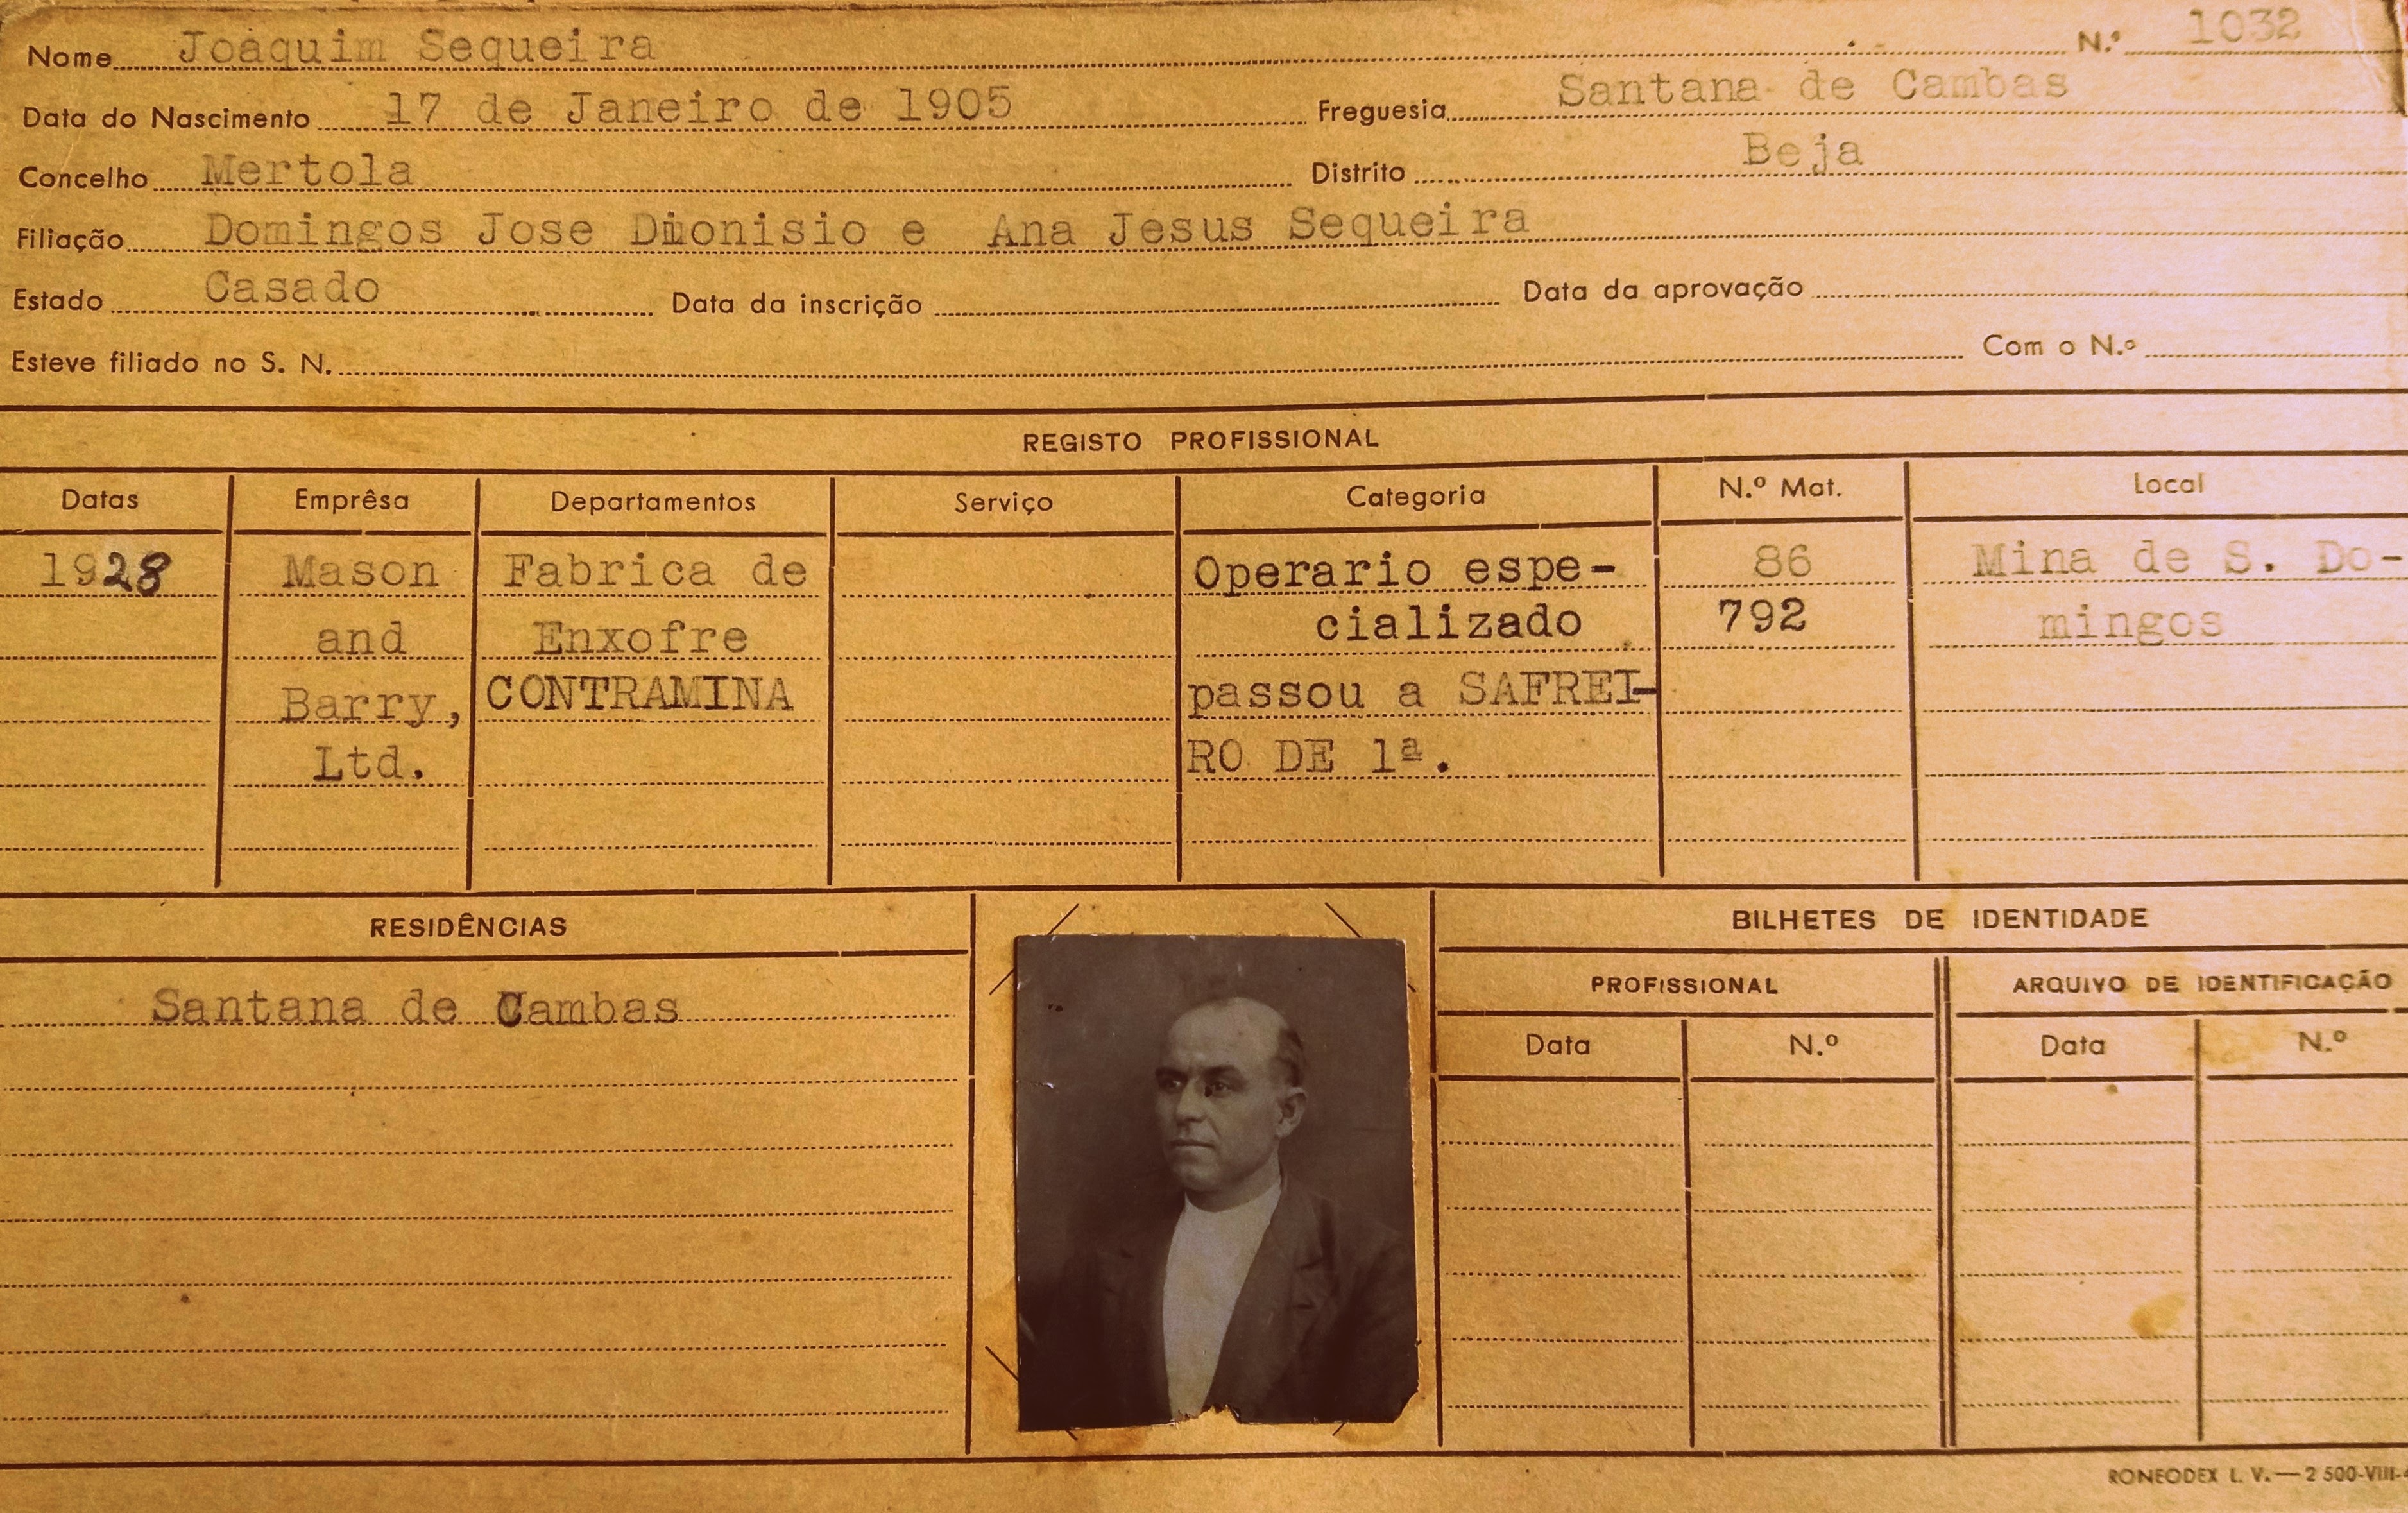 Nome Joaquim Sequeira N.º 1032
Data do Nascimento 17 de Janeiro de 1905 Freguesia Santana de Cambas
Concelho Mertola Distrito Beja
Filiação Domingos Jose Dionisio e Ana Jesus Sequeira
Estado Casado Data da inscrição Data da aprovação
Esteve filiado no S. N. Com o N.º
REGISTO PROFISSIONAL
Datas Emprêsa Departamentos Serviço Categoria N.º Mat. Local
1928 Mason Fabrica de Operario espe- 86 Mina de S. Do-
and Enxofre cializado 792 mingos
Barry, CONTRAMINA passou a SAFREI-
Ltd. RO DE 1ª.
RESIDÊNCIAS BILHETES DE IDENTIDADE
PROFISSIONAL ARQUIVO DE IDENTIFICAÇÃO
Santana de Cambas
Data N.º Data N.º
RONEODEX L. V. — 2 500-VIII-